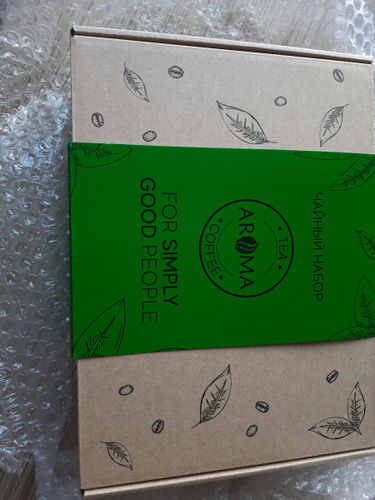 ЧАЙНЫЙ НАБОР
TEA
AROMA
COFFEE
FOR SIMPLY
GOOD PEOPLE